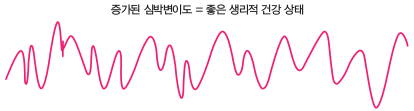 증가된 심박변이도 = 좋은 생리적 건강 상태